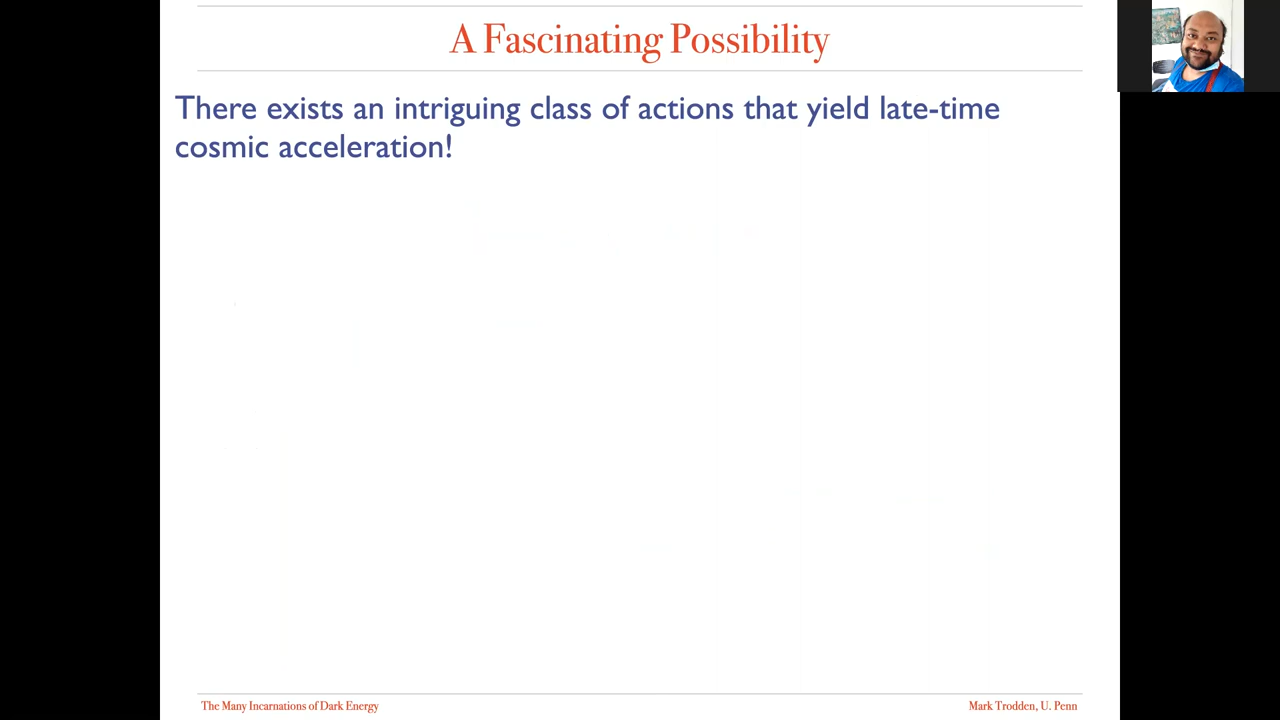 A Fascinating Possibility
There exists an intriguing class of actions that yield late-time
cosmic acceleration!
The Many Incarnations of Dark Energy
Mark Trodden, U. Penn